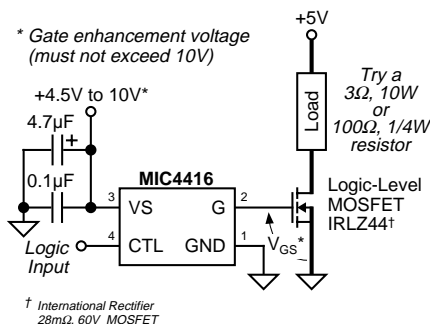 * Gate enhancement voltage
(must not exceed 10V)
+5V
+4.5V to 10V*
4.7µF
+
0.1µF
Load
Try a
3Ω, 10W
or
100Ω, 1/4W
resistor
MIC4416
3
VS
G
2
4
CTL
GND
1
Logic
Input
VGS*
Logic-Level
MOSFET
IRLZ44†
† International Rectifier
28mΩ, 60V MOSFET